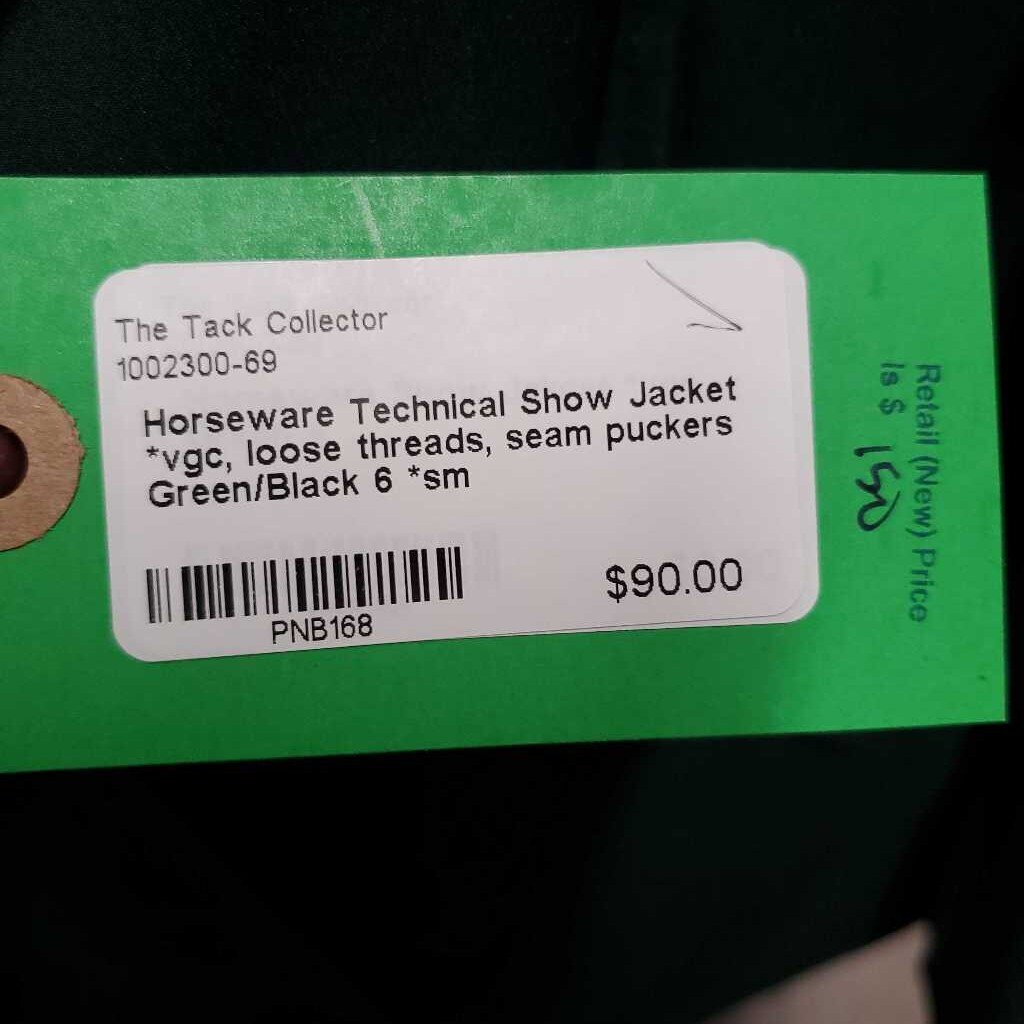 The Tack Collector
1002300-69
Horseware Technical Show Jacket
*vgc, loose threads, seam puckers
Green/Black 6 *sm
PNB168
$90.00
Retail (New) Price
is $ 150